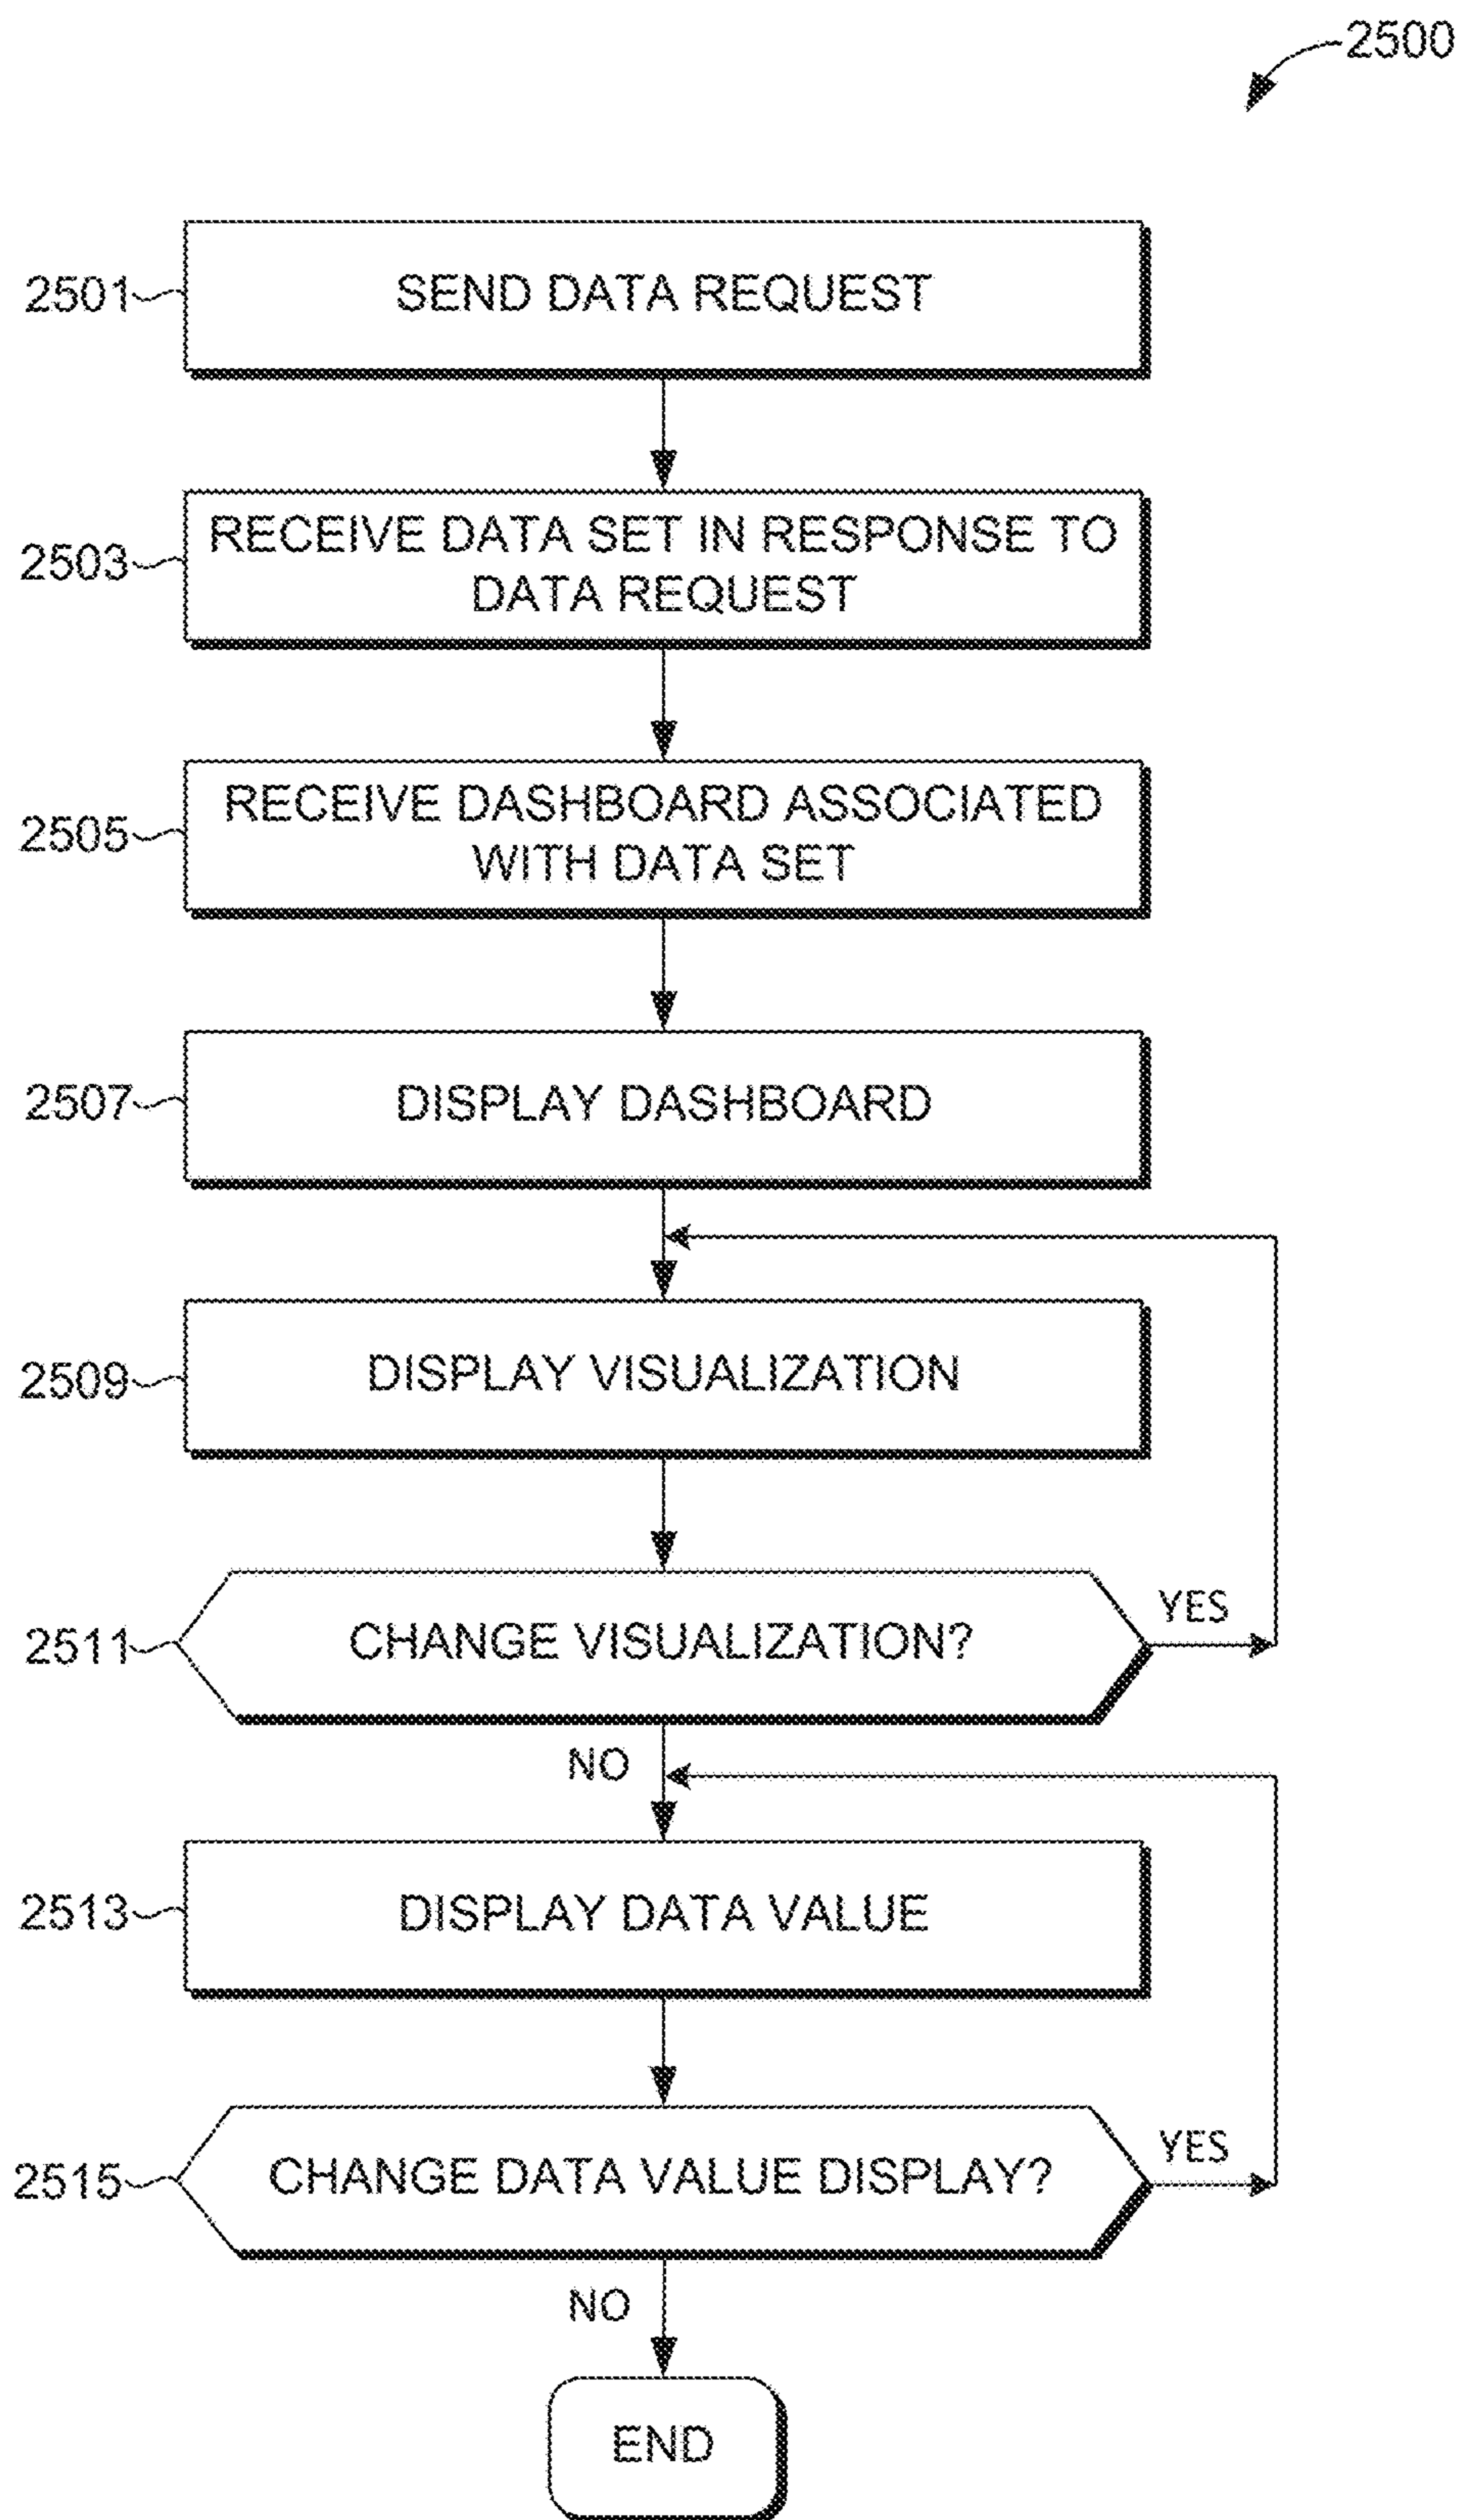 2500
2501
SEND DATA REQUEST
2503
RECEIVE DATA SET IN RESPONSE TO
DATA REQUEST
2505
RECEIVE DASHBOARD ASSOCIATED
WITH DATA SET
2507
DISPLAY DASHBOARD
2509
DISPLAY VISUALIZATION
2511
CHANGE VISUALIZATION?
YES
NO
2513
DISPLAY DATA VALUE
2515
CHANGE DATA VALUE DISPLAY?
YES
NO
END